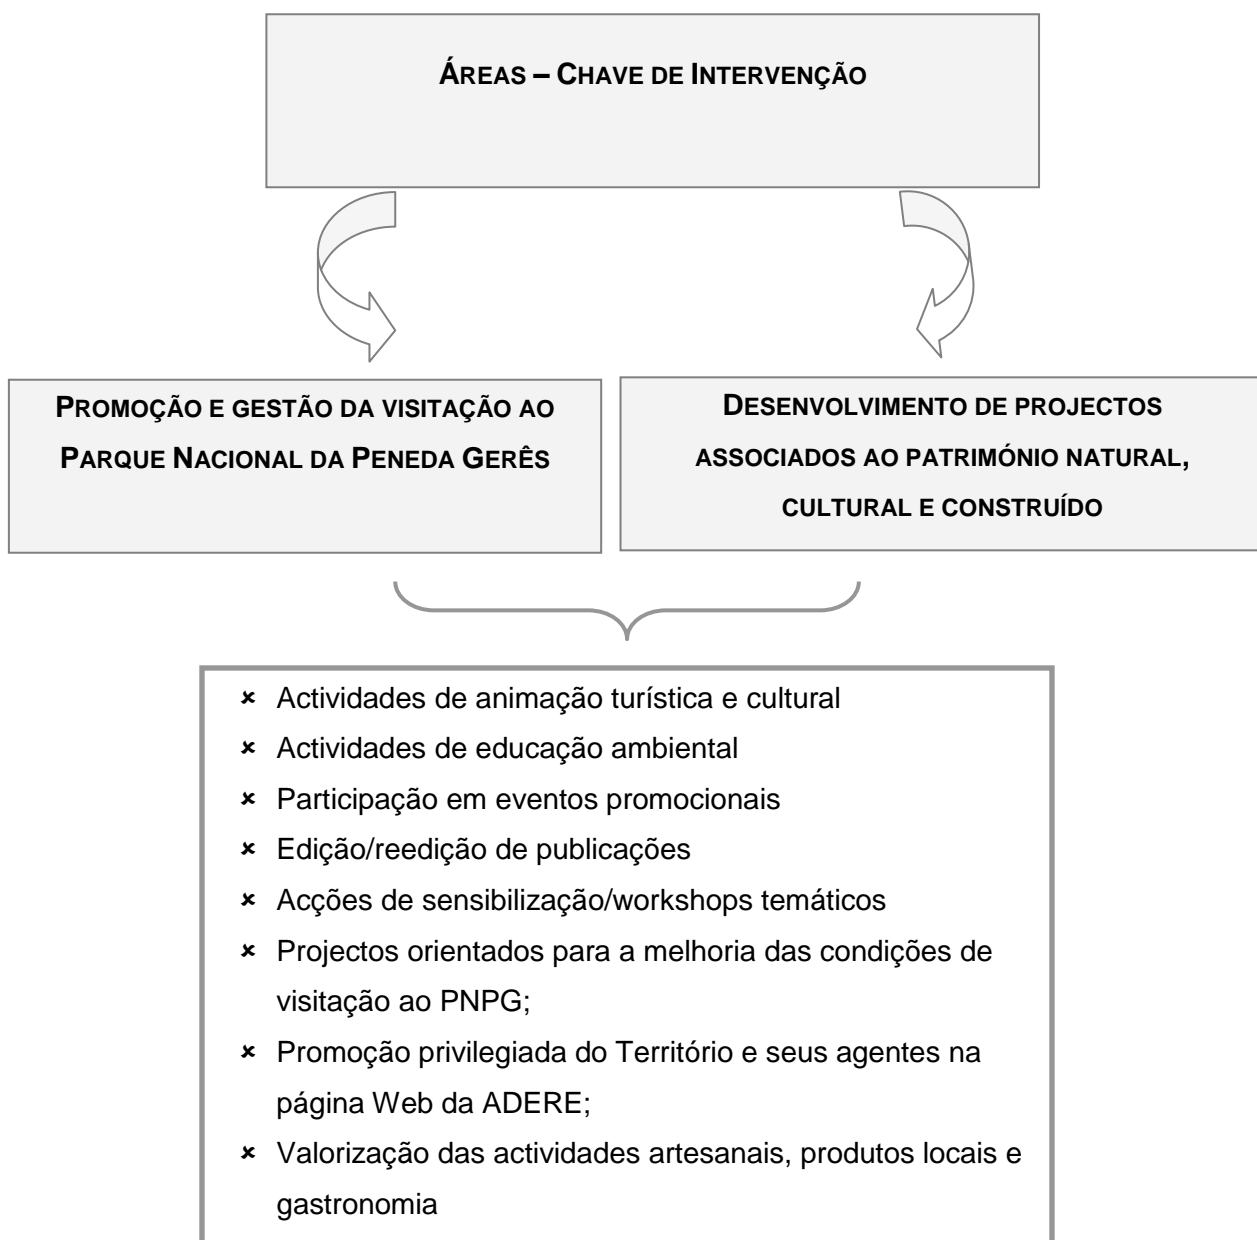 ÁREAS – CHAVE DE INTERVENÇÃO
PROMOÇÃO E GESTÃO DA VISITAÇÃO AO
PARQUE NACIONAL DA PENEDA GERÊS
DESENVOLVIMENTO DE PROJECTOS
ASSOCIADOS AO PATRIMÓNIO NATURAL,
CULTURAL E CONSTRUÍDO
× Actividades de animação turística e cultural
× Actividades de educação ambiental
× Participação em eventos promocionais
× Edição/reedição de publicações
× Acções de sensibilização/workshops temáticos
× Projectos orientados para a melhoria das condições de
visitação ao PNPG;
× Promoção privilegiada do Território e seus agentes na
página Web da ADERE;
× Valorização das actividades artesanais, produtos locais e
gastronomia